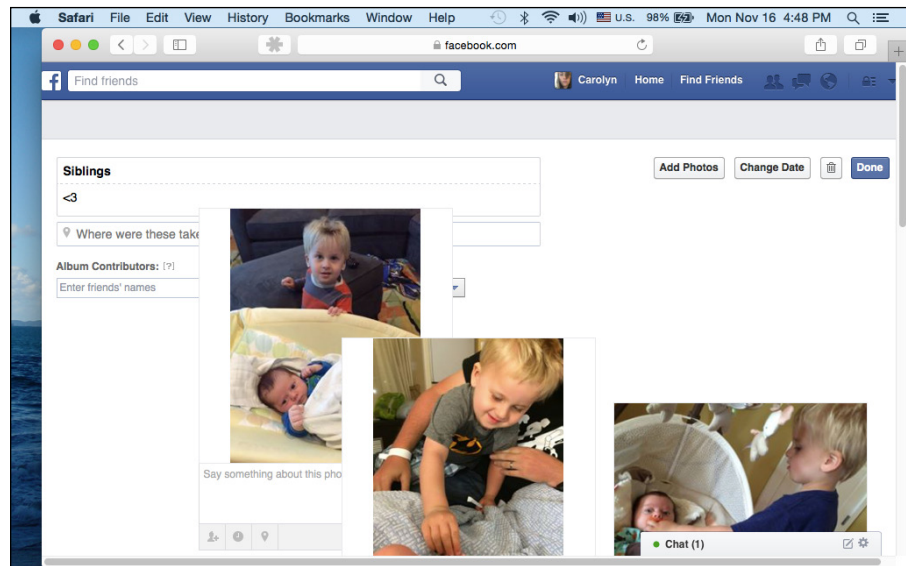 Safari File Edit View History Bookmarks Window Help U.S. 98% Mon Nov 16 4:48 PM
facebook.com
f Find friends Carolyn Home Find Friends
Siblings
Add Photos Change Date Done
<3
Where were these take
Album Contributors: [?]
Enter friends' names
Say something about this pho
Chat (1)